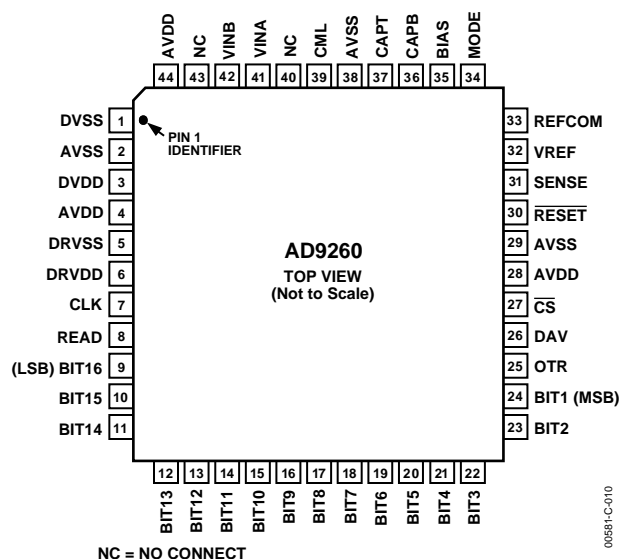 AVDD NC VINB VINA NC CML AVSS CAPT CAPB BIAS MODE
44 43 42 41 40 39 38 37 36 35 34
DVSS 1
AVSS 2
DVDD 3
AVDD 4
DRVSS 5
DRVDD 6
CLK 7
READ 8
(LSB) BIT16 9
BIT15 10
BIT14 11
PIN 1
IDENTIFIER
AD9260
TOP VIEW
(Not to Scale)
33 REFCOM
32 VREF
31 SENSE
30 RESET
29 AVSS
28 AVDD
27 CS
26 DAV
25 OTR
24 BIT1 (MSB)
23 BIT2
12 13 14 15 16 17 18 19 20 21 22
BIT13 BIT12 BIT11 BIT10 BIT9 BIT8 BIT7 BIT6 BIT5 BIT4 BIT3
NC = NO CONNECT
00581-C-010